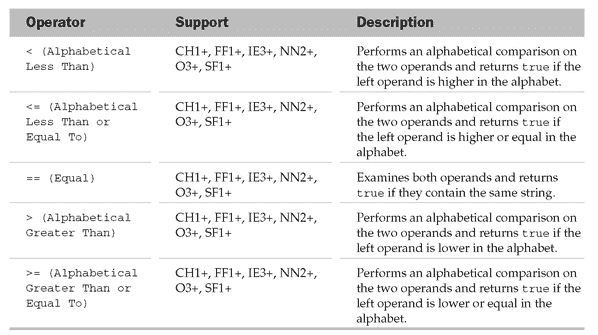 Operator Support Description
< (Alphabetical CH1+, FF1+, IE3+, NN2+, Performs an alphabetical comparison on
Less Than) O3+, SF1+ the two operands and returns true if the
left operand is higher in the alphabet.
<= (Alphabetical CH1+, FF1+, IE3+, NN2+, Performs an alphabetical comparison on
Less Than or O3+, SF1+ the two operands and returns true if
Equal To) the left operand is higher or equal in the
alphabet.
== (Equal) CH1+, FF1+, IE3+, NN2+, Examines both operands and returns
O3+, SF1+ true if they contain the same string.
> (Alphabetical CH1+, FF1+, IE3+, NN2+, Performs an alphabetical comparison on
Greater Than) O3+, SF1+ the two operands and returns true if the
left operand is lower in the alphabet.
>= (Alphabetical CH1+, FF1+, IE3+, NN2+, Performs an alphabetical comparison on
Greater Than or O3+, SF1+ the two operands and returns true if the
Equal To) left operand is lower or equal in the
alphabet.